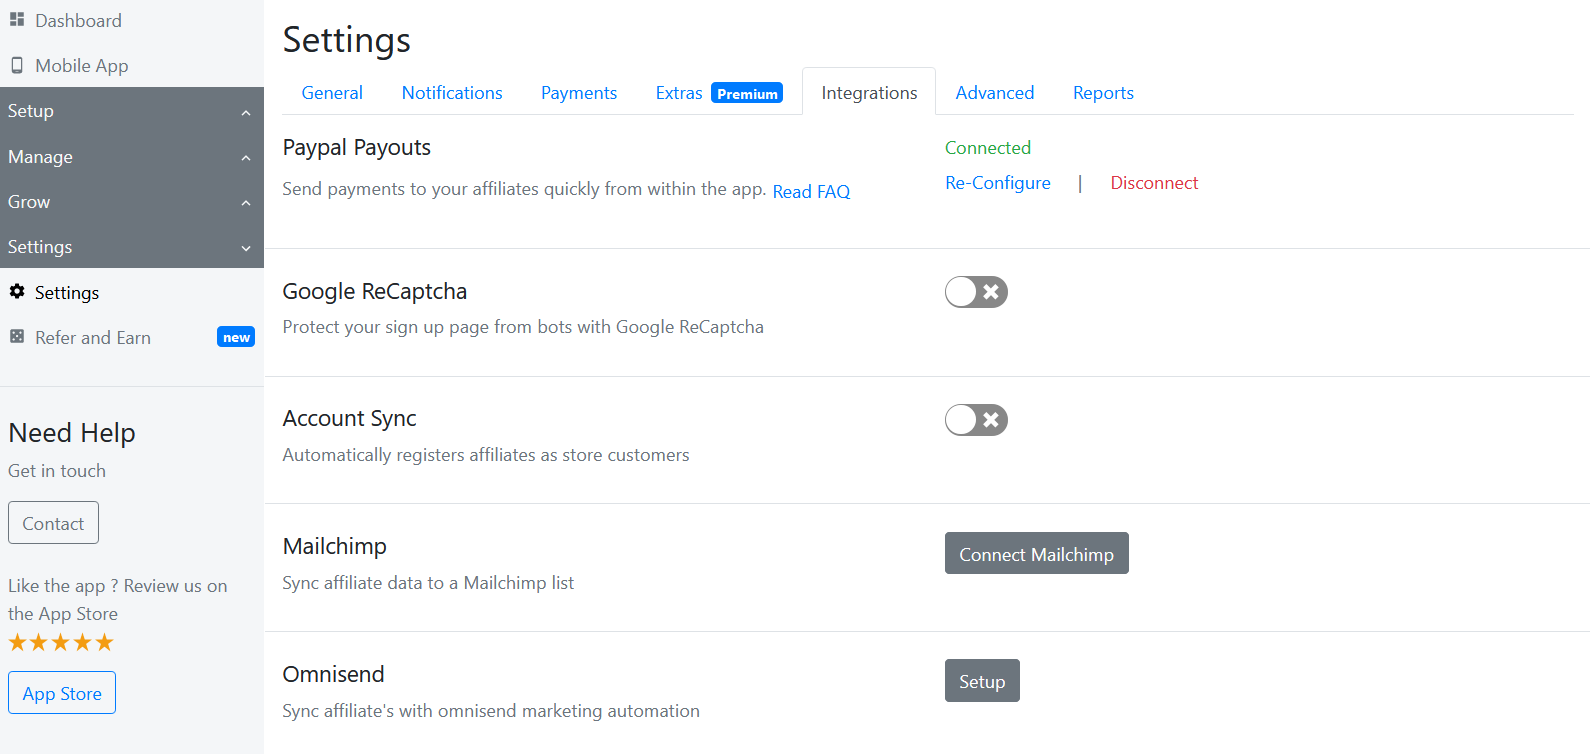 Dashboard
Mobile App
Setup
Manage
Grow
Settings
Settings
Refer and Earn new
Need Help
Get in touch
Contact
Like the app ? Review us on
the App Store
App Store
Settings
General Notifications Payments Extras Premium Integrations Advanced Reports
Paypal Payouts
Send payments to your affiliates quickly from within the app. Read FAQ
Connected
Re-Configure | Disconnect
Google ReCaptcha
Protect your sign up page from bots with Google ReCaptcha
Account Sync
Automatically registers affiliates as store customers
Mailchimp
Sync affiliate data to a Mailchimp list
Connect Mailchimp
Omnisend
Sync affiliate's with omnisend marketing automation
Setup